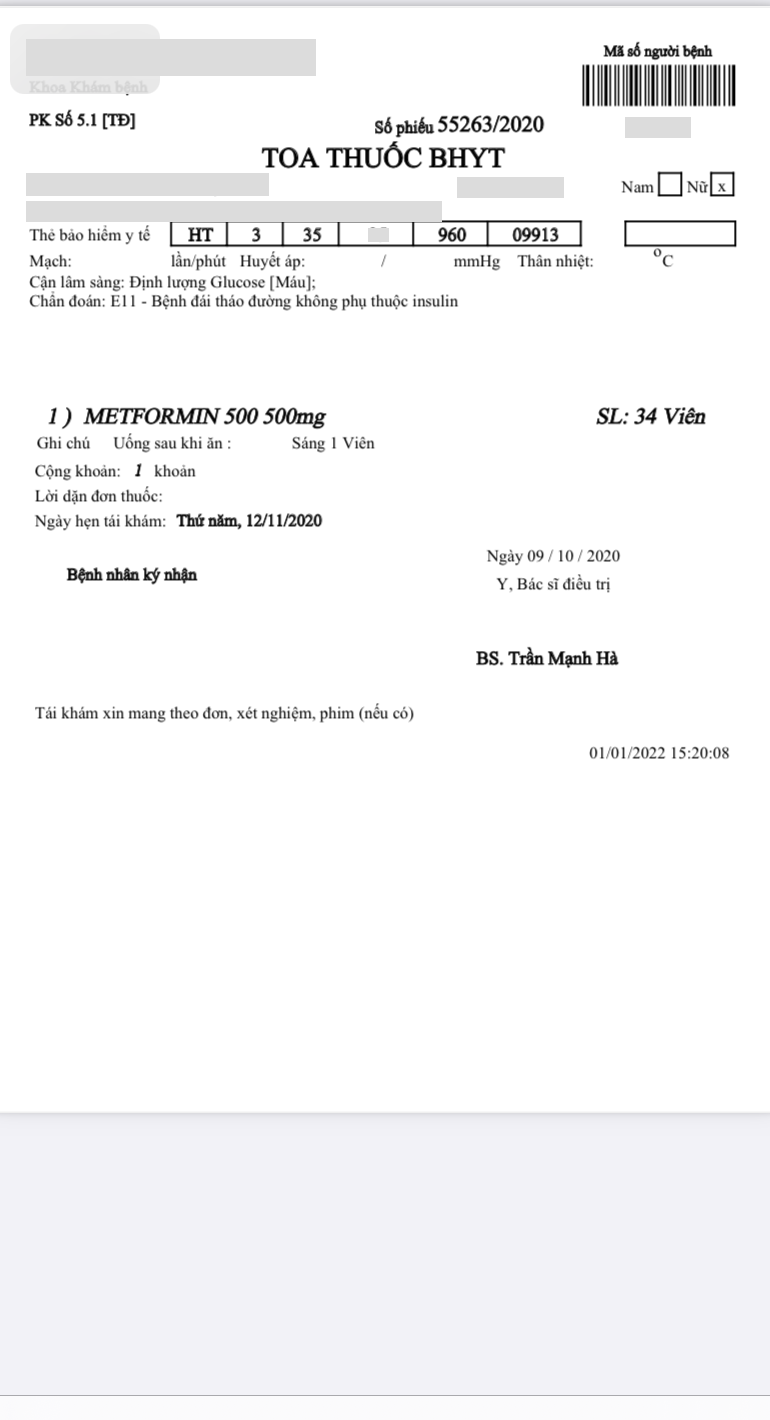 Mã số người bệnh
Khoa Khám bệnh
PK Số 5.1 [TĐ]
Số phiếu 55263/2020
TOA THUỐC BHYT
Nam Nữ x
Thẻ bảo hiểm y tế HT 3 35 960 09913
Mạch: lần/phút Huyết áp: / mmHg Thân nhiệt: oC
Cận lâm sàng: Định lượng Glucose [Máu];
Chẩn đoán: E11 - Bệnh đái tháo đường không phụ thuộc insulin
1 ) METFORMIN 500 500mg SL: 34 Viên
Ghi chú Uống sau khi ăn : Sáng 1 Viên
Cộng khoản: 1 khoản
Lời dặn đơn thuốc:
Ngày hẹn tái khám: Thứ năm, 12/11/2020
Ngày 09 / 10 / 2020
Bệnh nhân ký nhận
Y, Bác sĩ điều trị
BS. Trần Mạnh Hà
Tái khám xin mang theo đơn, xét nghiệm, phim (nếu có)
01/01/2022 15:20:08